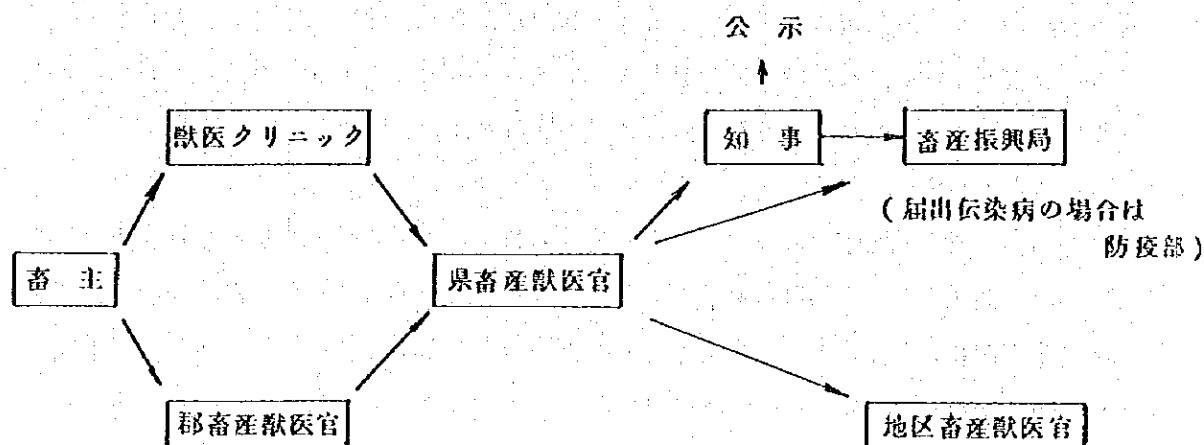 公 示
獣医クリニック
知 事
畜産振興局
(届出伝染病の場合は
防疫部)
畜 主
県畜産獣医官
郡畜産獣医官
地区畜産獣医官